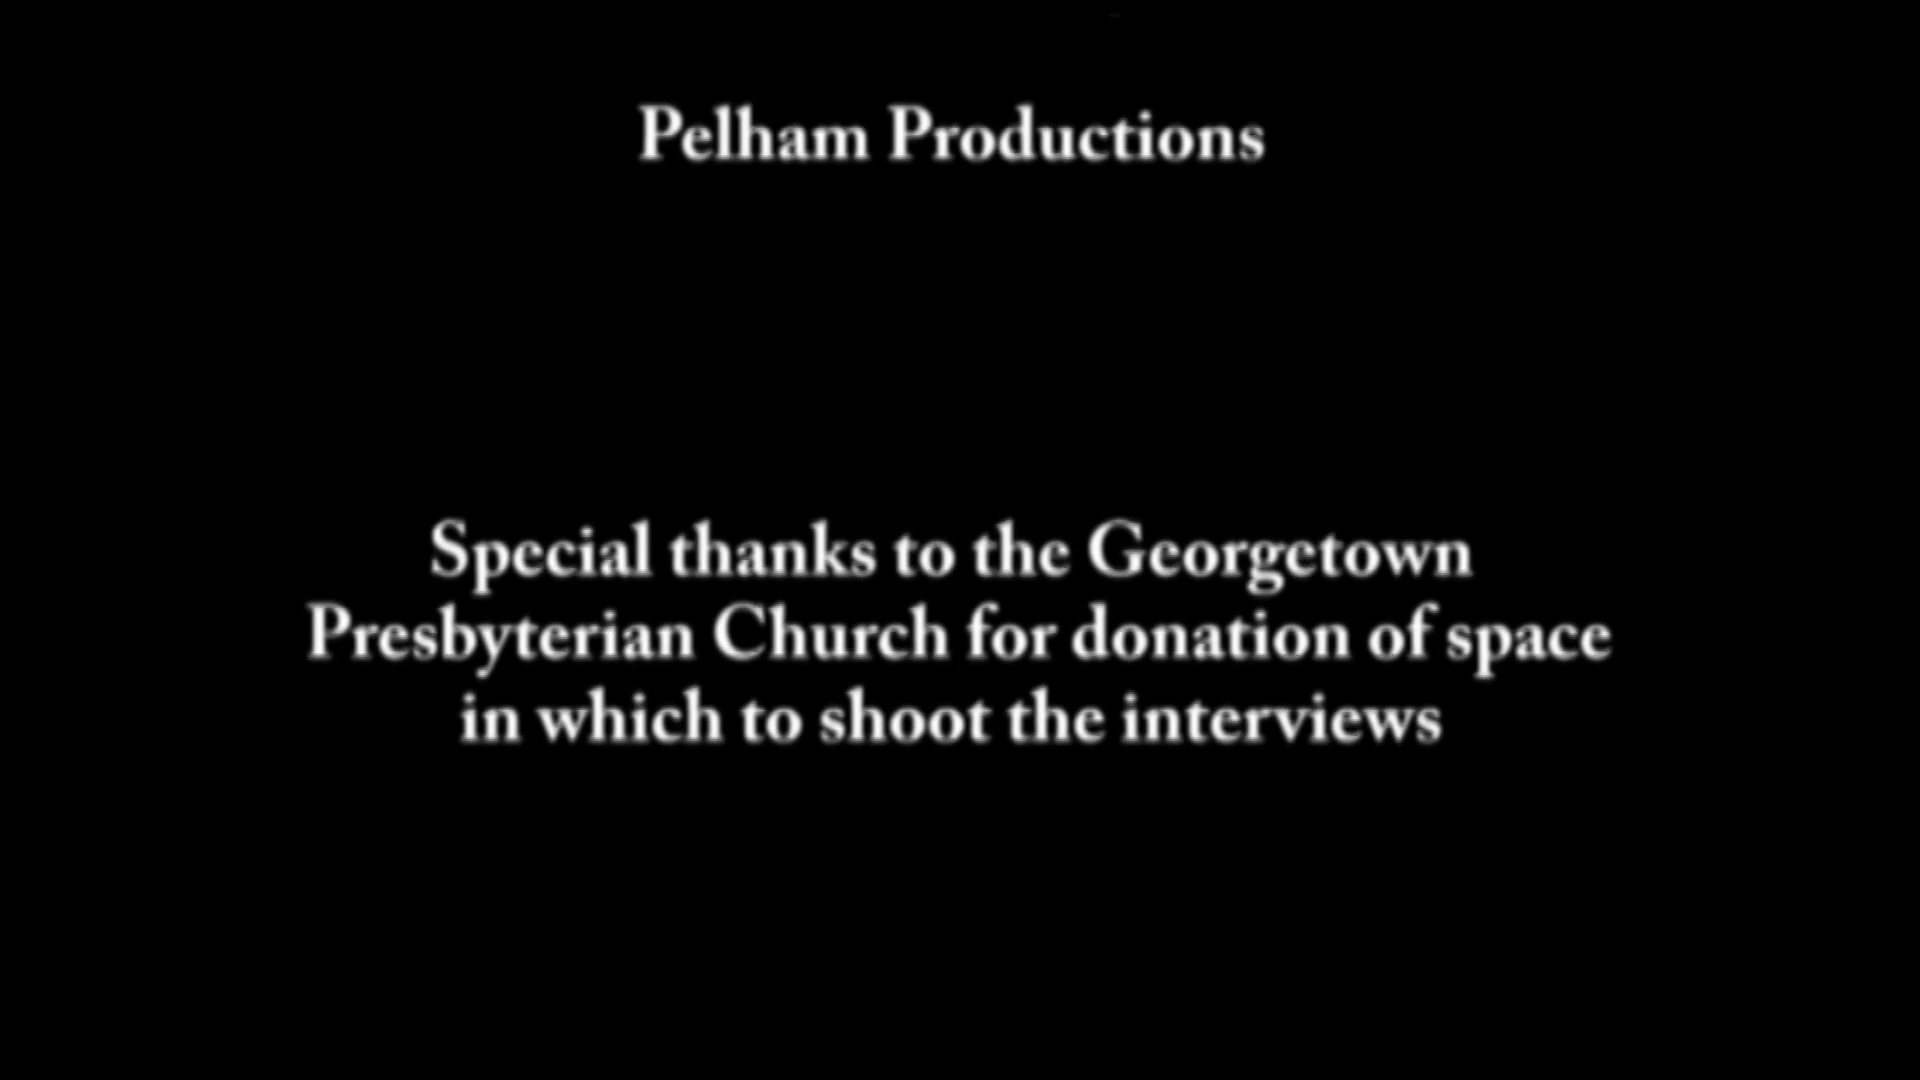 Pelham Productions
Special thanks to the Georgetown
Presbyterian Church for donation of space
in which to shoot the interviews